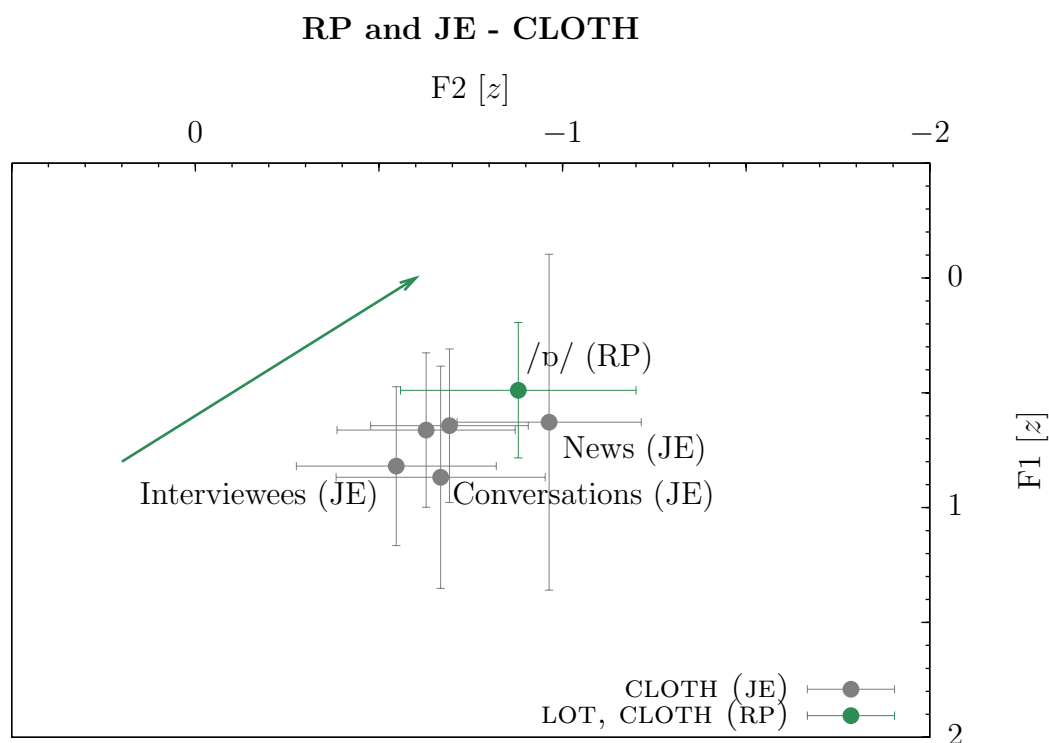 RP and JE - CLOTH
F2 [z]
0 −1 −2
0
/ɒ/ (RP)
News (JE)
Interviewees (JE) Conversations (JE)
F1 [z]
1
CLOTH (JE)
LOT, CLOTH (RP)
2